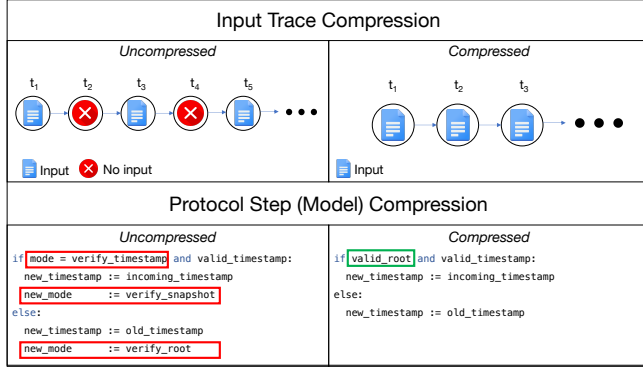 Input Trace Compression
Uncompressed
t1 t2 t3 t4 t5
Input No input
Compressed
t1 t2 t3
Input
Protocol Step (Model) Compression
Uncompressed
if mode = verify_timestamp and valid_timestamp:
new_timestamp := incoming_timestamp
new_mode := verify_snapshot
else:
new_timestamp := old_timestamp
new_mode := verify_root
Compressed
if valid_root and valid_timestamp:
new_timestamp := incoming_timestamp
else:
new_timestamp := old_timestamp